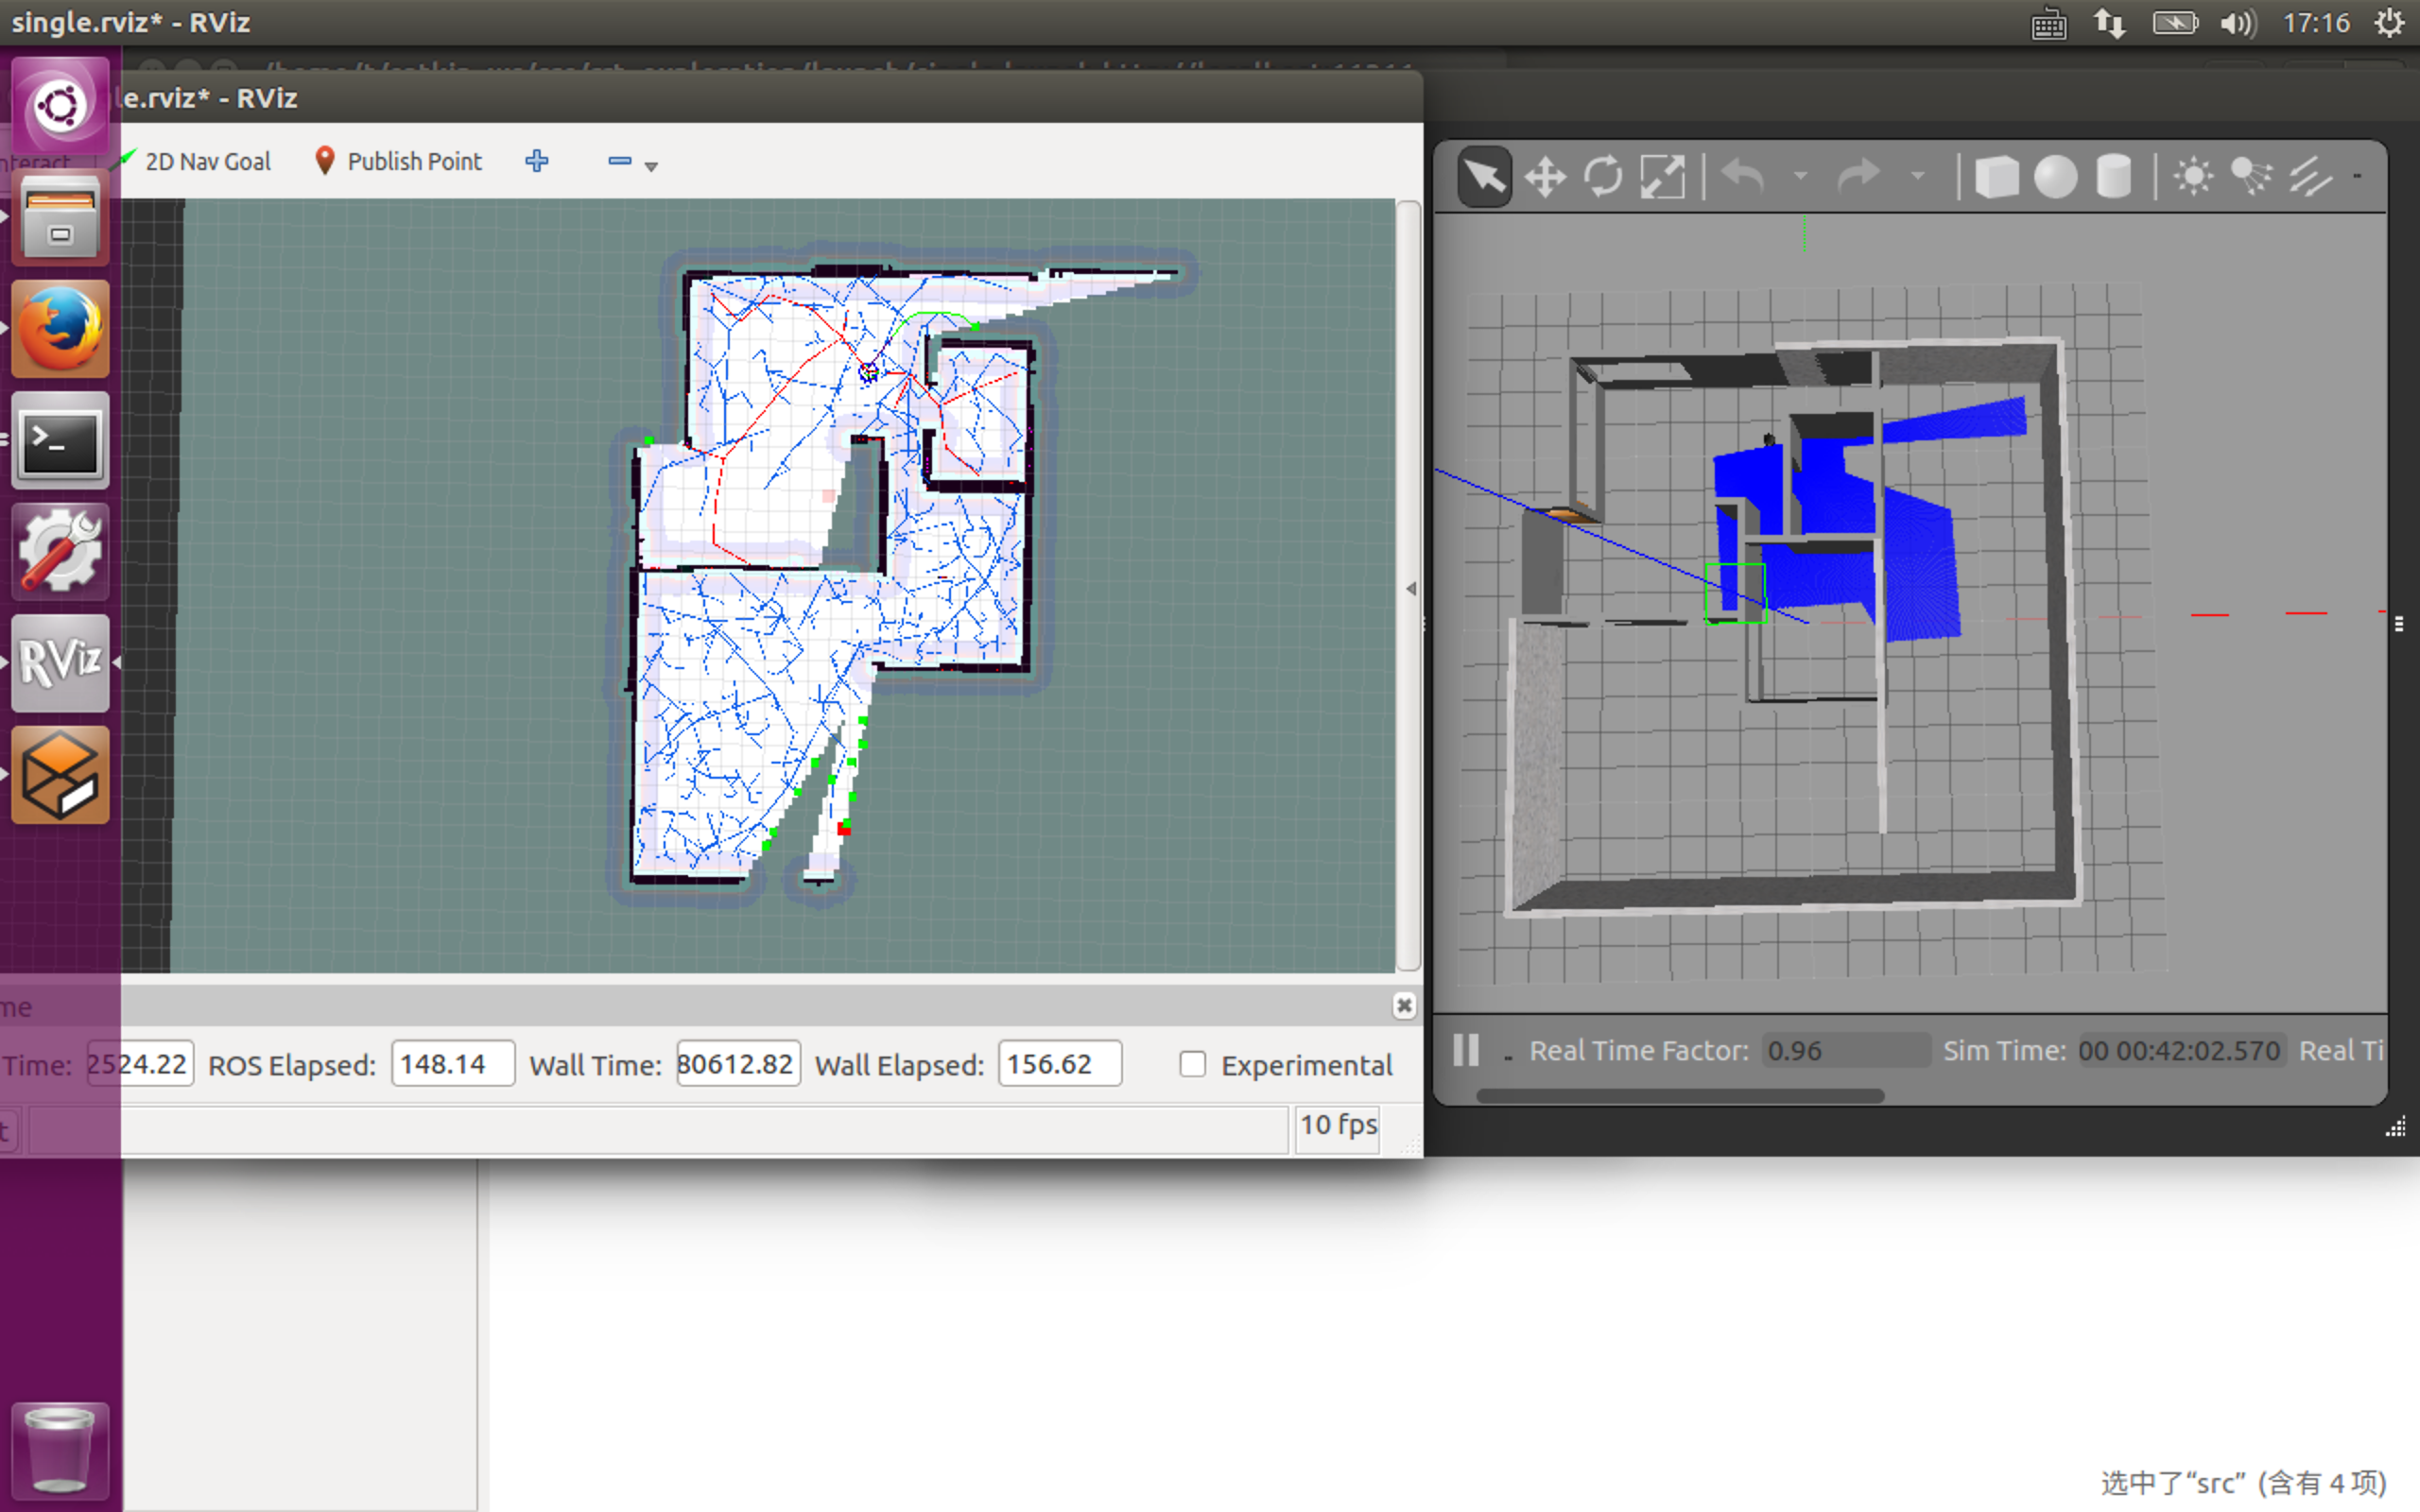 single.rviz* - RViz
17:16
le.rviz* - RViz
nteract
2D Nav Goal
Publish Point
RViz
me
Time: 2524.22 ROS Elapsed: 148.14 Wall Time: 80612.82 Wall Elapsed: 156.62 Experimental
t
10 fps
Real Time Factor: 0.96 Sim Time: 00 00:42:02.570 Real Ti
选中了“src” (含有 4 项)